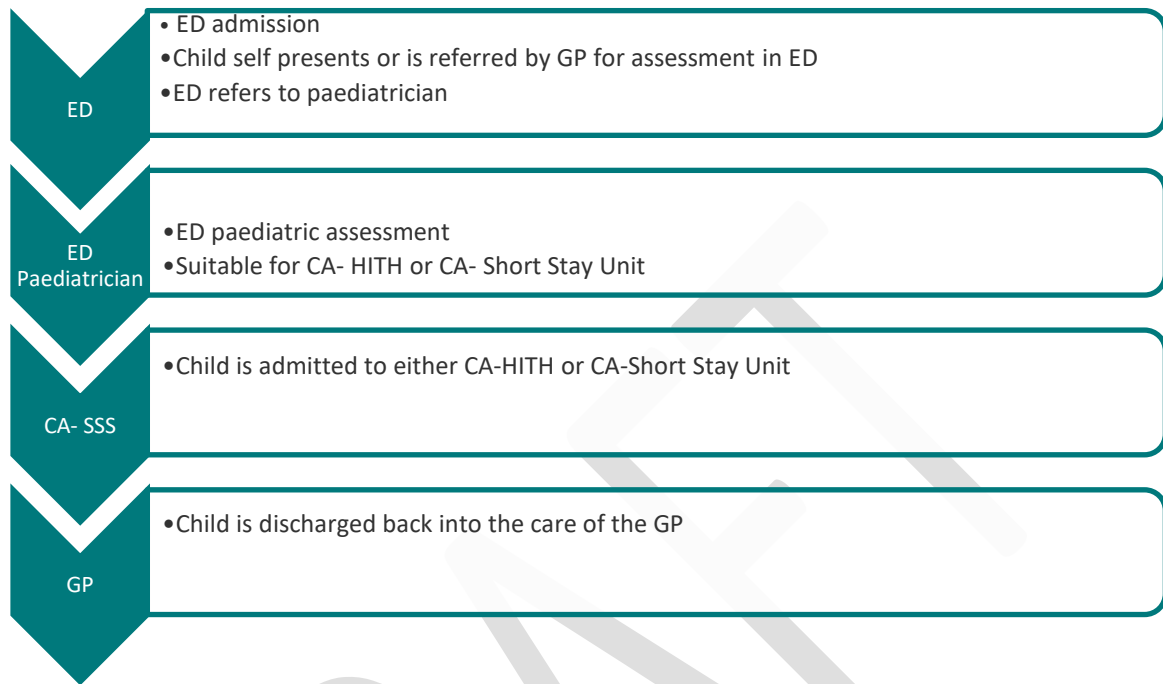 ED
• ED admission
•Child self presents or is referred by GP for assessment in ED
•ED refers to paediatrician
ED
Paediatrician
•ED paediatric assessment
•Suitable for CA- HITH or CA- Short Stay Unit
CA- SSS
•Child is admitted to either CA-HITH or CA-Short Stay Unit
GP
•Child is discharged back into the care of the GP